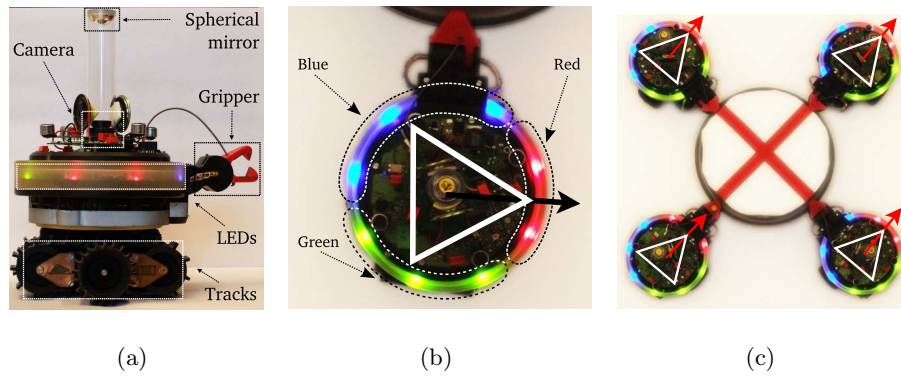 Spherical
mirror
Camera
Gripper
LEDs
Tracks
Blue
Red
Green
(a)
(b)
(c)